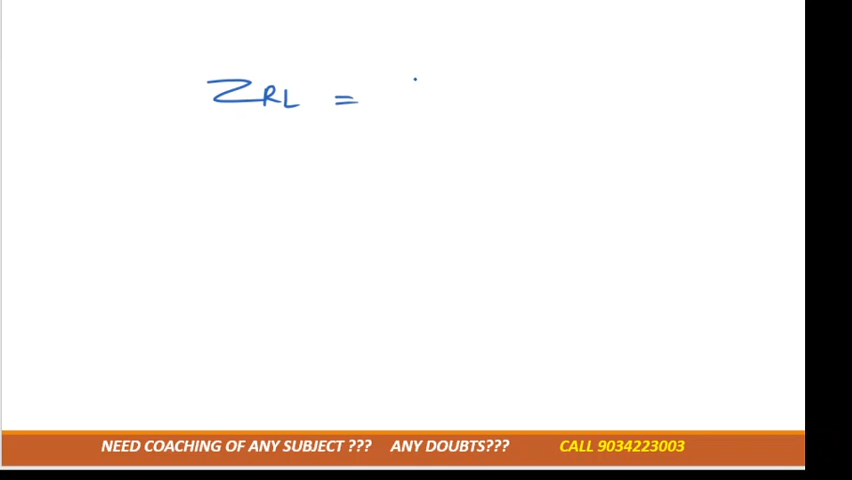 ZRL =
NEED COACHING OF ANY SUBJECT ??? ANY DOUBTS??? CALL 9034223003